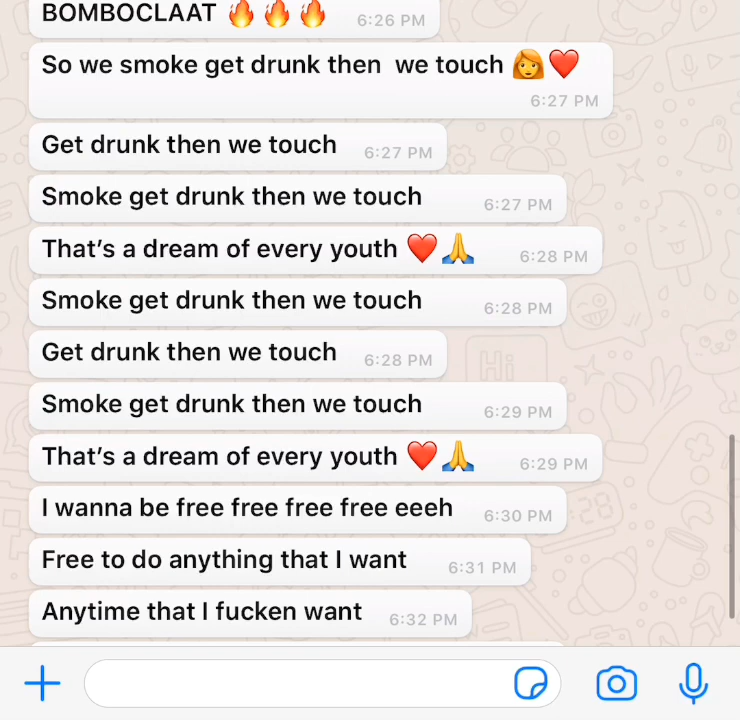 BOMBOCLAAT 🔥🔥🔥 6:26 PM
So we smoke get drunk then we touch 👩❤️
6:27 PM
Get drunk then we touch 6:27 PM
Smoke get drunk then we touch 6:27 PM
That's a dream of every youth ❤️🙏 6:28 PM
Smoke get drunk then we touch 6:28 PM
Get drunk then we touch 6:28 PM
Smoke get drunk then we touch 6:29 PM
That's a dream of every youth ❤️🙏 6:29 PM
I wanna be free free free free eeeh 6:30 PM
Free to do anything that I want 6:31 PM
Anytime that I fucken want 6:32 PM